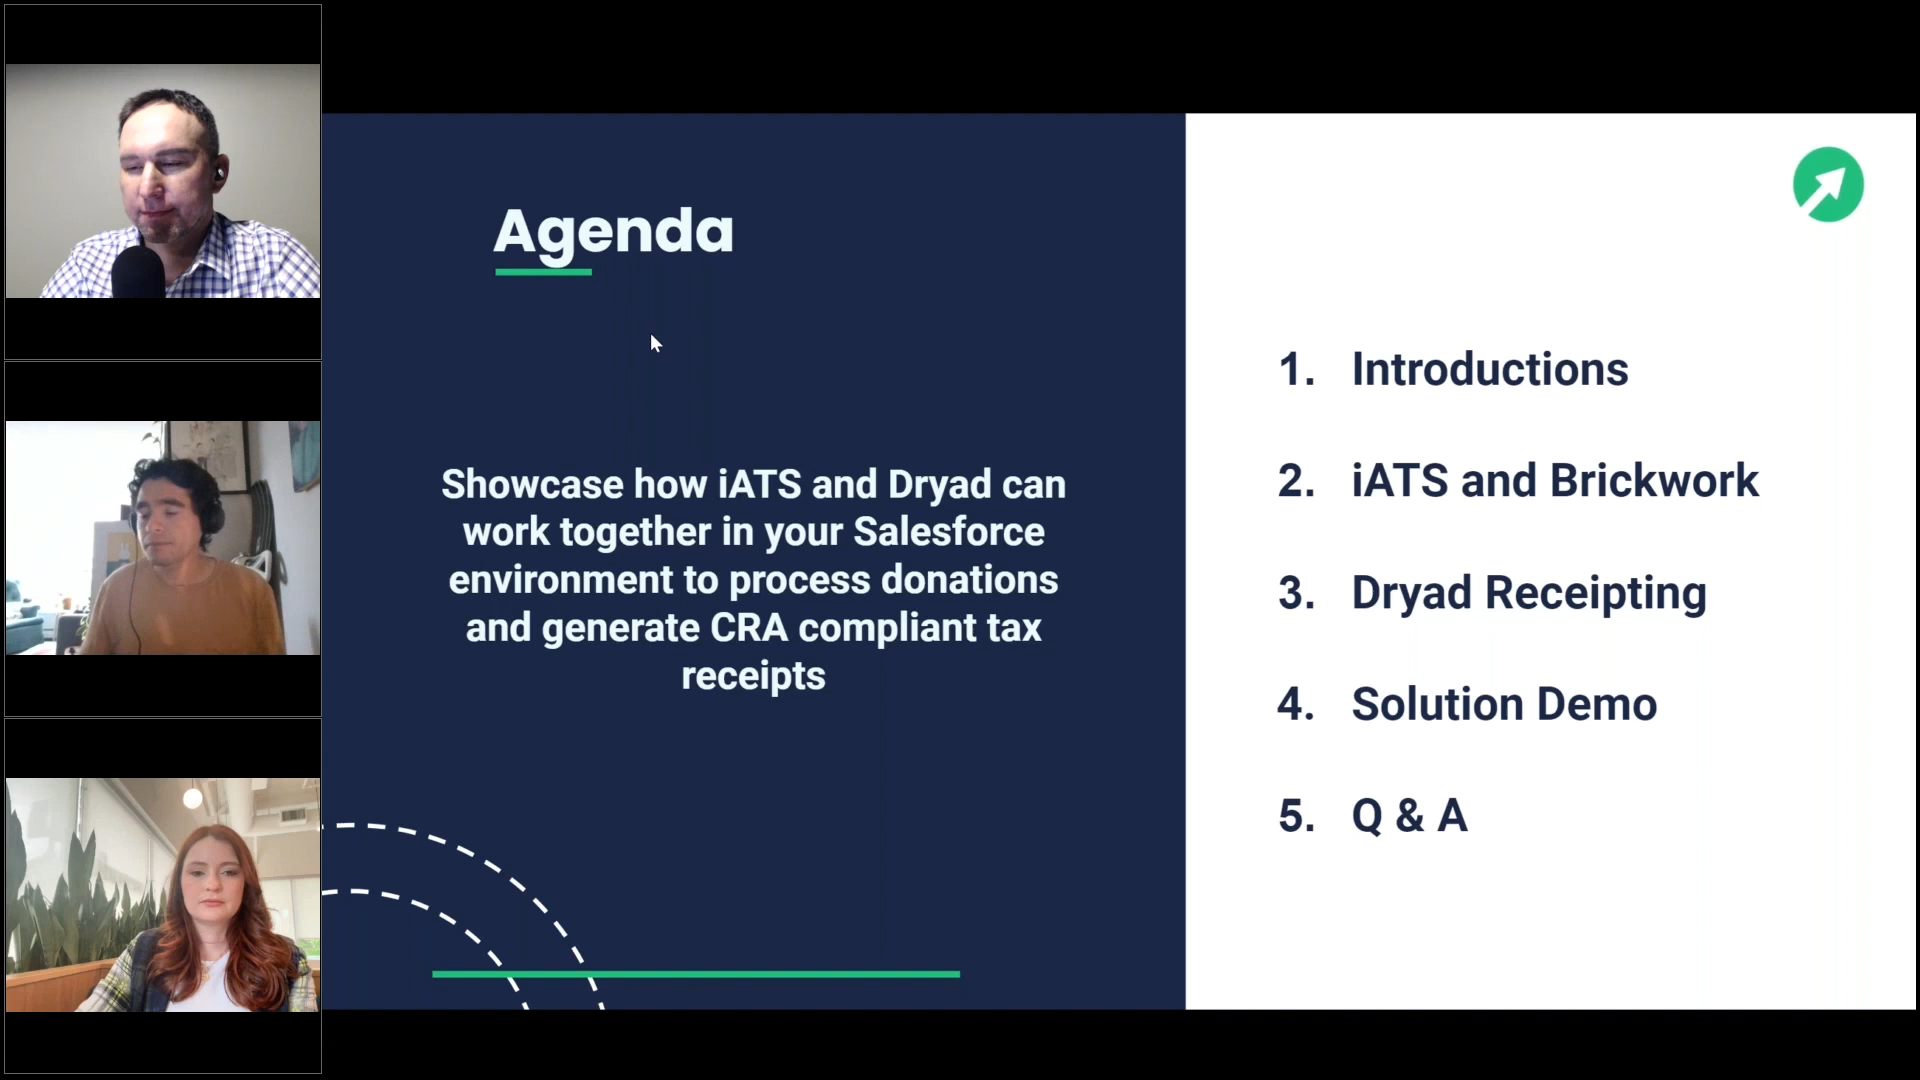 Agenda
Showcase how iATS and Dryad can
work together in your Salesforce
environment to process donations
and generate CRA compliant tax
receipts
1. Introductions
2. iATS and Brickwork
3. Dryad Receipting
4. Solution Demo
5. Q & A